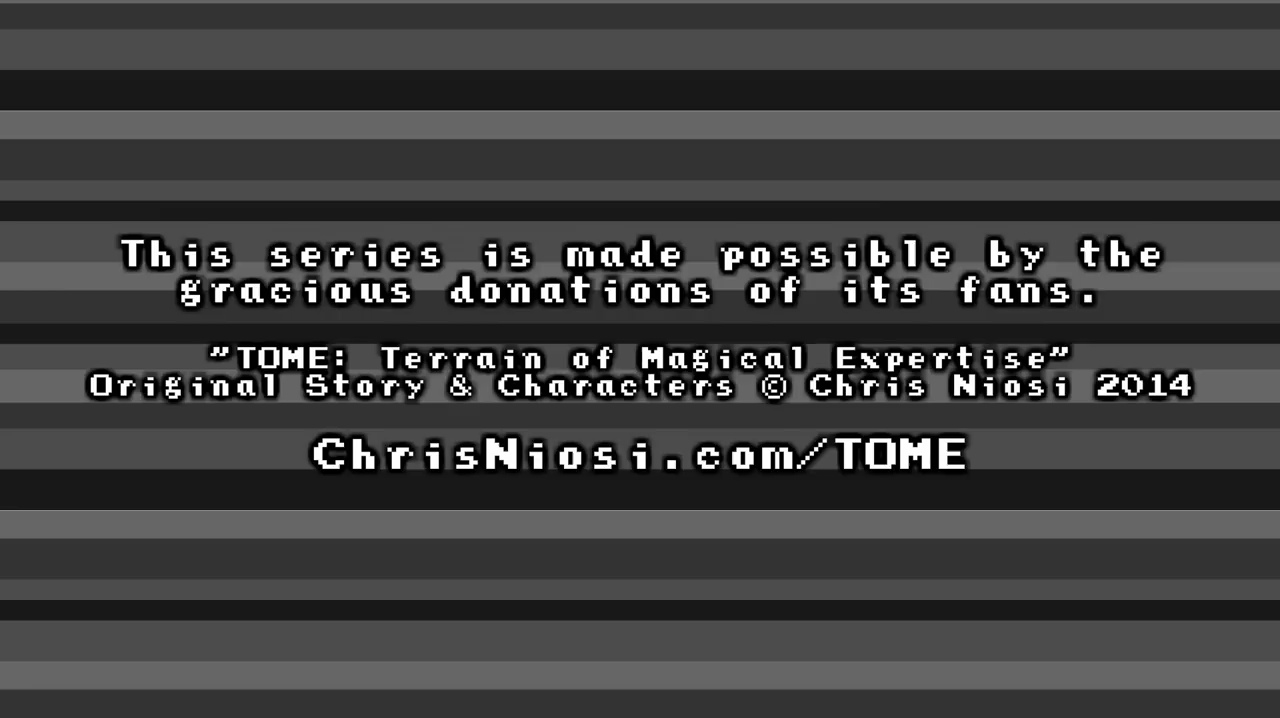 This series is made possible by the
gracious donations of its fans.
"TOME: Terrain of Magical Expertise"
Original Story & Characters © Chris Niosi 2014
ChrisNiosi.com/TOME